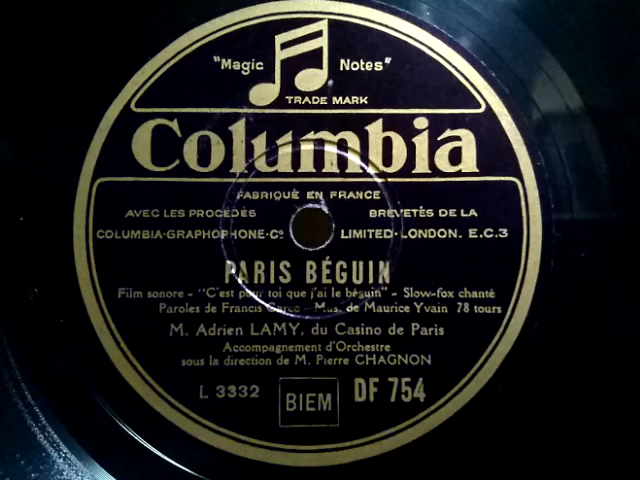 "Magic Notes"
TRADE MARK
Columbia
FABRIQUÉ EN FRANCE
AVEC LES PROCÉDÉS BREVETÉS DE LA
COLUMBIA-GRAPHOPHONE-Cº LIMITED-LONDON. E.C.3
PARIS BÉGUIN
Film sonore - "C'est pour toi que j'ai le béguin" - Slow-fox chanté
Paroles de Francis Carco - Mus. de Maurice Yvain 78 tours
M. Adrien LAMY, du Casino de Paris
Accompagnement d'Orchestre
sous la direction de M. Pierre CHAGNON
L 3332 BIEM DF 754